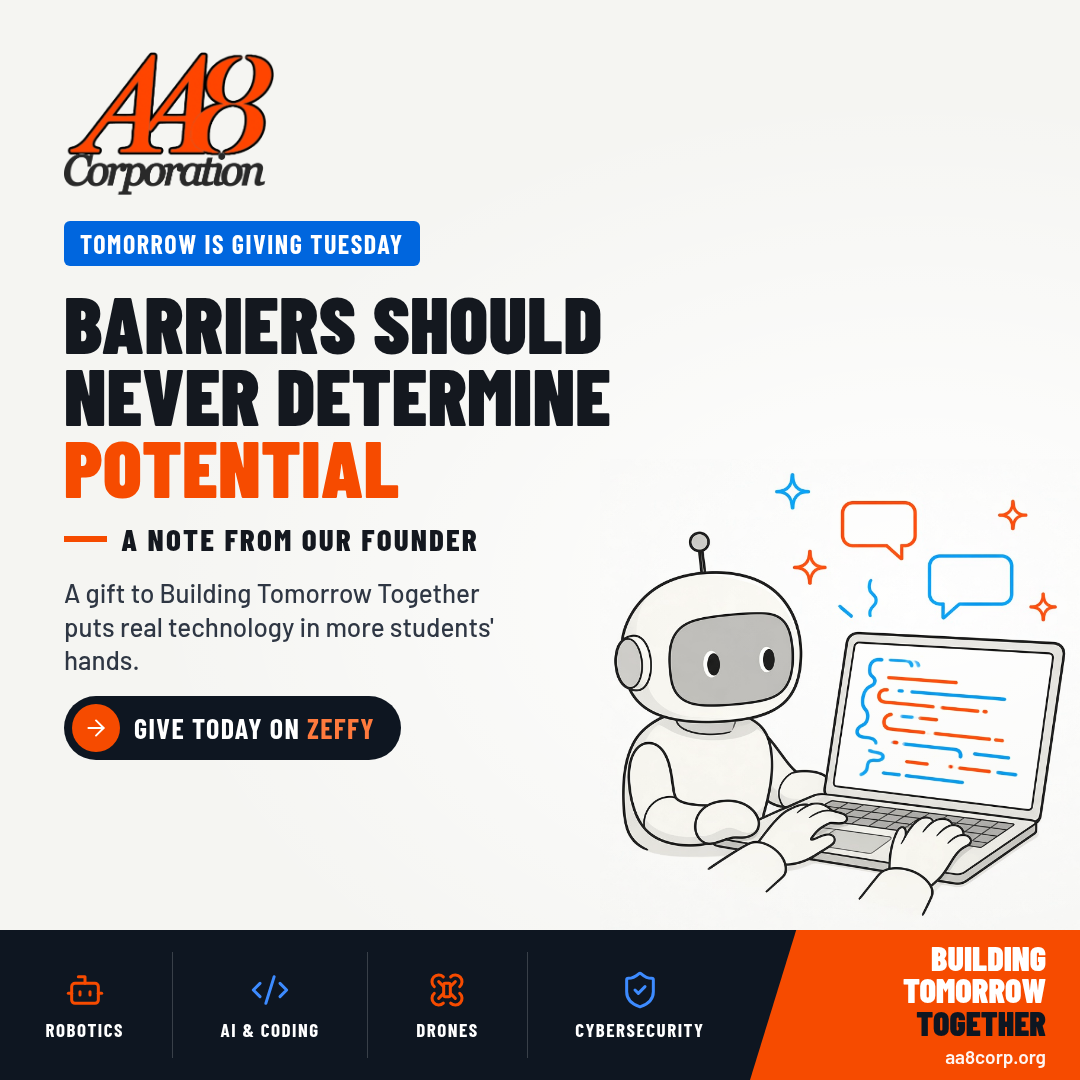 AA8
Corporation
TOMORROW IS GIVING TUESDAY
BARRIERS SHOULD
NEVER DETERMINE
POTENTIAL
A NOTE FROM OUR FOUNDER
A gift to Building Tomorrow Together
puts real technology in more students'
hands.
GIVE TODAY ON ZEFFY
ROBOTICS
AI & CODING
DRONES
CYBERSECURITY
BUILDING
TOMORROW
TOGETHER
aa8corp.org